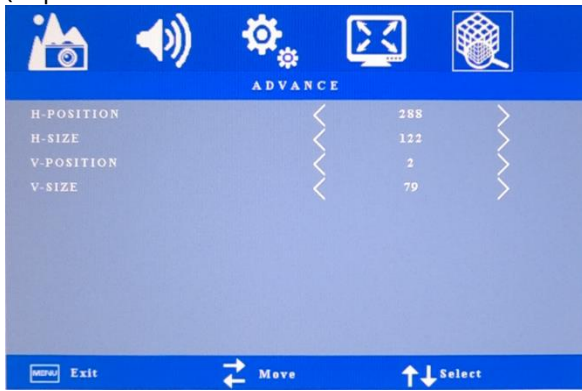 ADVANCE
H-POSITION 288
H-SIZE 122
V-POSITION 2
V-SIZE 79
MENU Exit Move Select